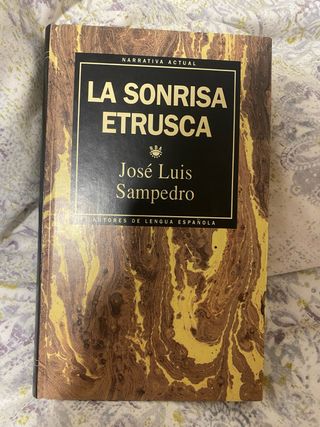 NARRATIVA ACTUAL
LA SONRISA
ETRUSCA
José Luis
Sampedro
AUTORES DE LENGUA ESPAÑOLA